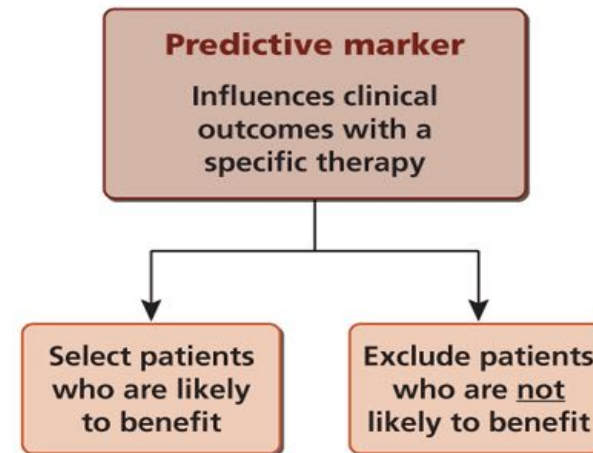 Predictive marker
Influences clinical
outcomes with a
specific therapy
Select patients
who are likely
to benefit
Exclude patients
who are not
likely to benefit